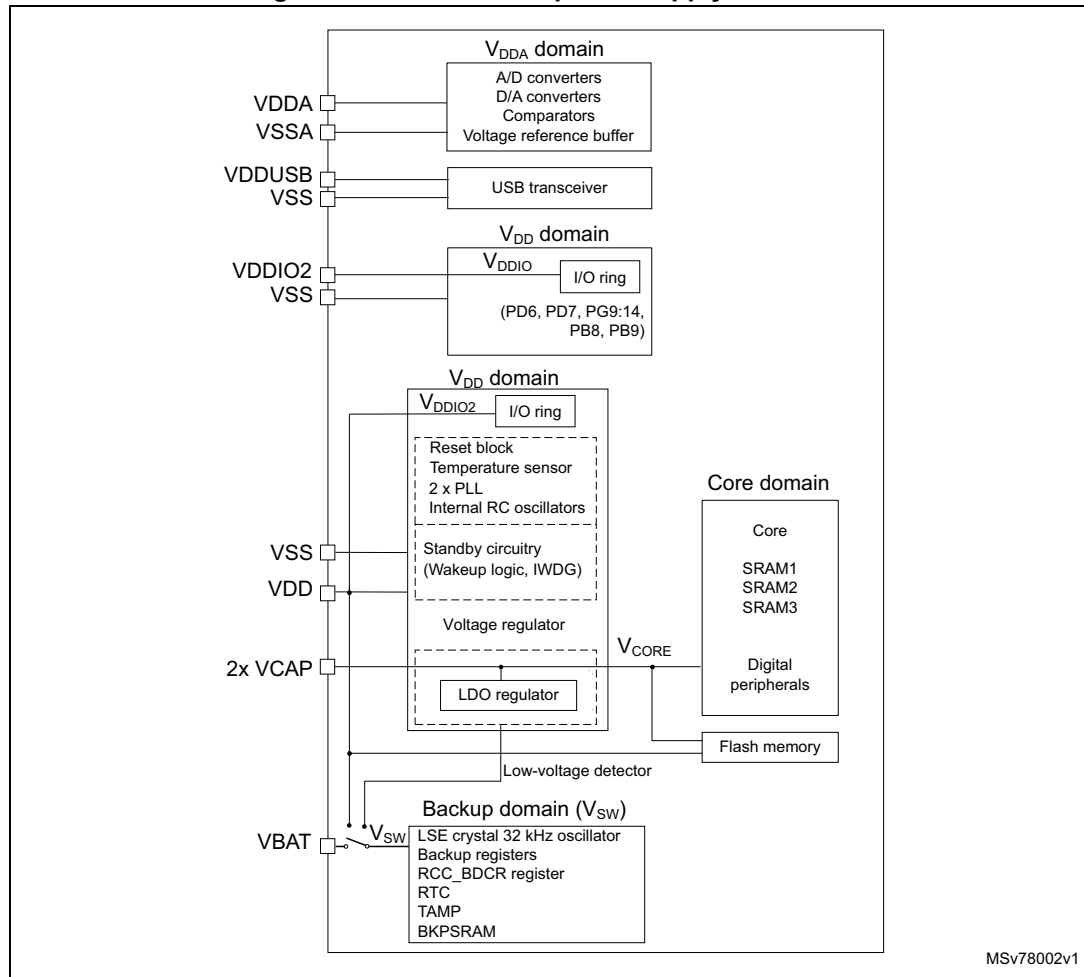 VDDA domain
A/D converters
D/A converters
Comparators
Voltage reference buffer
VDDA
VSSA
VDDUSB
VSS
USB transceiver
VDD domain
VDDIO2
VSS
VDDIO
I/O ring
(PD6, PD7, PG9:14,
PB8, PB9)
VDD domain
VDDIO2
I/O ring
Reset block
Temperature sensor
2 x PLL
Internal RC oscillators
VSS
VDD
Standby circuitry
(Wakeup logic, IWDG)
Voltage regulator
2x VCAP
LDO regulator
VCORE
Core domain
Core
SRAM1
SRAM2
SRAM3
Digital
peripherals
Flash memory
Low-voltage detector
Backup domain (VSW)
VBAT
VSW
LSE crystal 32 kHz oscillator
Backup registers
RCC_BDCR register
RTC
TAMP
BKPSRAM
MSv78002v1